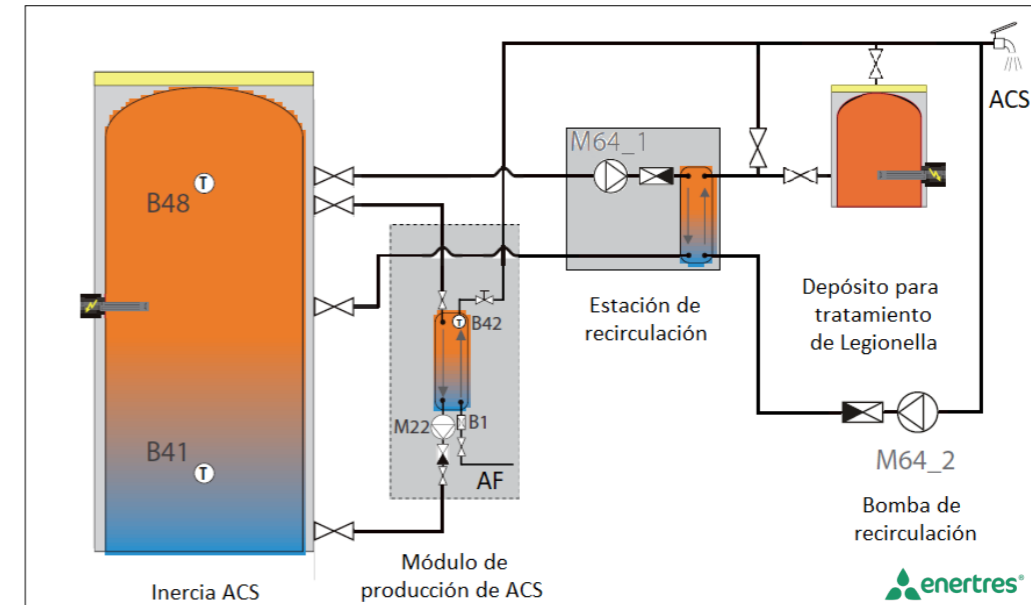 M64_1
ACS
B48
B42
Estación de
recirculación
Depósito para
tratamiento
de Legionella
M22
B1
B41
AF
M64_2
Bomba de
recirculación
Módulo de
producción de ACS
Inercia ACS
enertres®
T
T
T
T